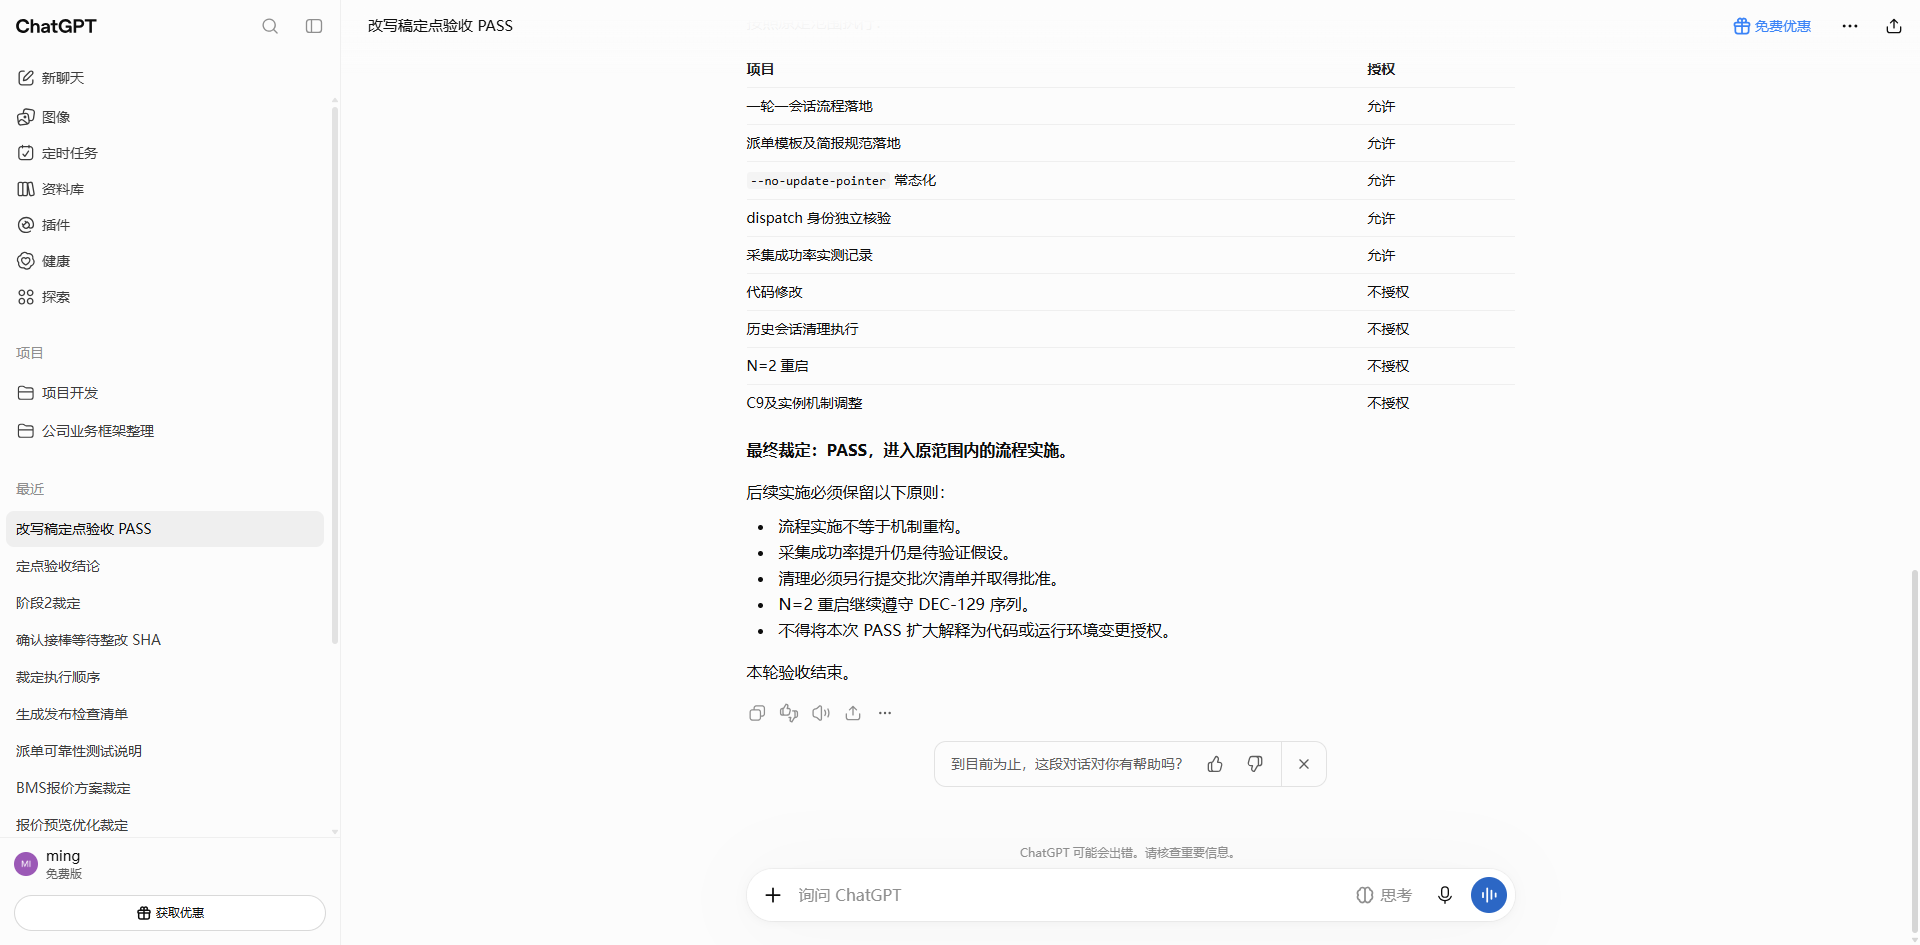 ChatGPT
新聊天
图像
定时任务
资料库
插件
健康
探索
项目
项目开发
公司业务框架整理
最近
改写稿定点验收 PASS
定点验收结论
阶段2裁定
确认接棒等待整改 SHA
裁定执行顺序
生成发布检查清单
派单可靠性测试说明
BMS报价方案裁定
报价预览优化裁定
MI
ming
免费版
获取优惠
改写稿定点验收 PASS
免费优惠
项目 授权
一轮一会话流程落地 允许
派单模板及简报规范落地 允许
--no-update-pointer 常态化 允许
dispatch 身份独立核验 允许
采集成功率实测记录 允许
代码修改 不授权
历史会话清理执行 不授权
N=2 重启 不授权
C9及实例机制调整 不授权
最终裁定：PASS，进入原范围内的流程实施。
后续实施必须保留以下原则：
• 流程实施不等于机制重构。
• 采集成功率提升仍是待验证假设。
• 清理必须另行提交批次清单并取得批准。
• N=2 重启继续遵守 DEC-129 序列。
• 不得将本次 PASS 扩大解释为代码或运行环境变更授权。
本轮验收结束。
到目前为止，这段对话对你有帮助吗？
ChatGPT 可能会出错。请核查重要信息。
询问 ChatGPT
思考